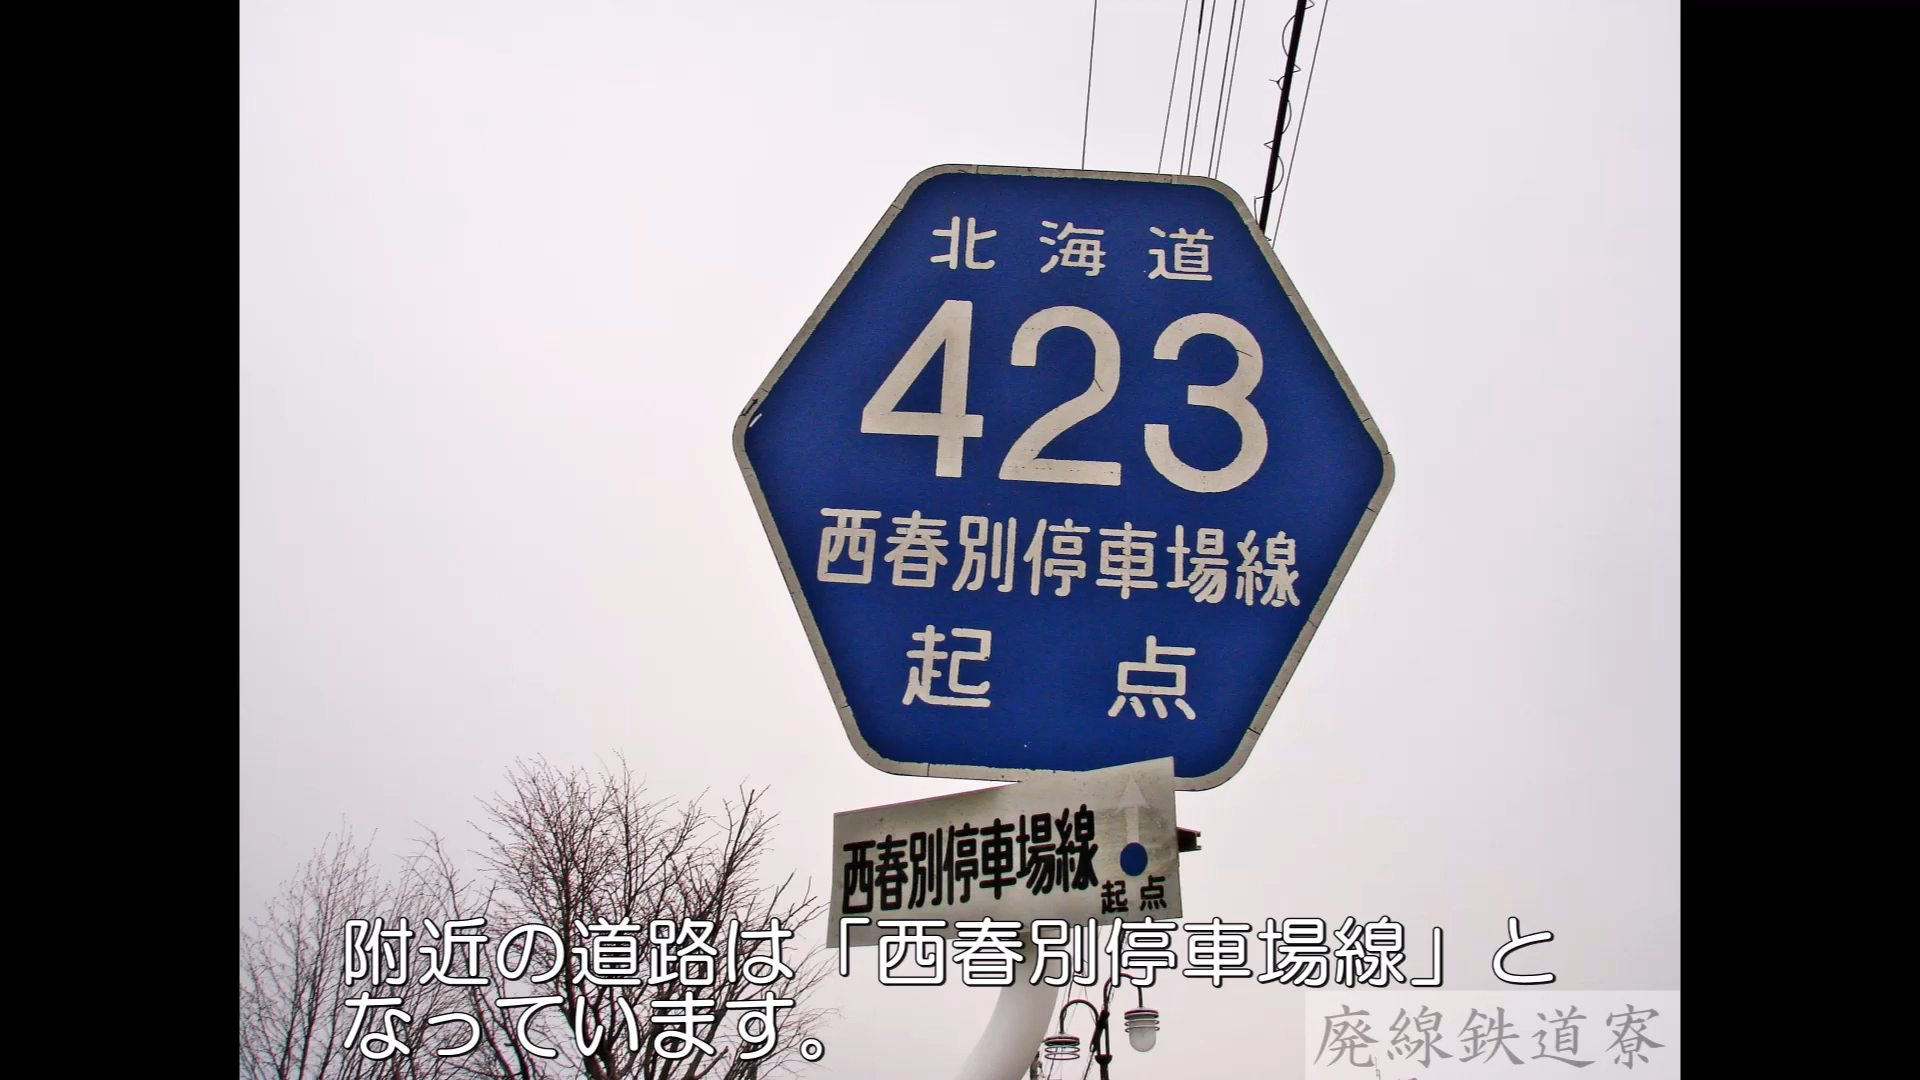 北海道
423
西春別停車場線
起点
西春別停車場線
起点
附近の道路は「西春別停車場線」と
なっています。
廃線鉄道寮